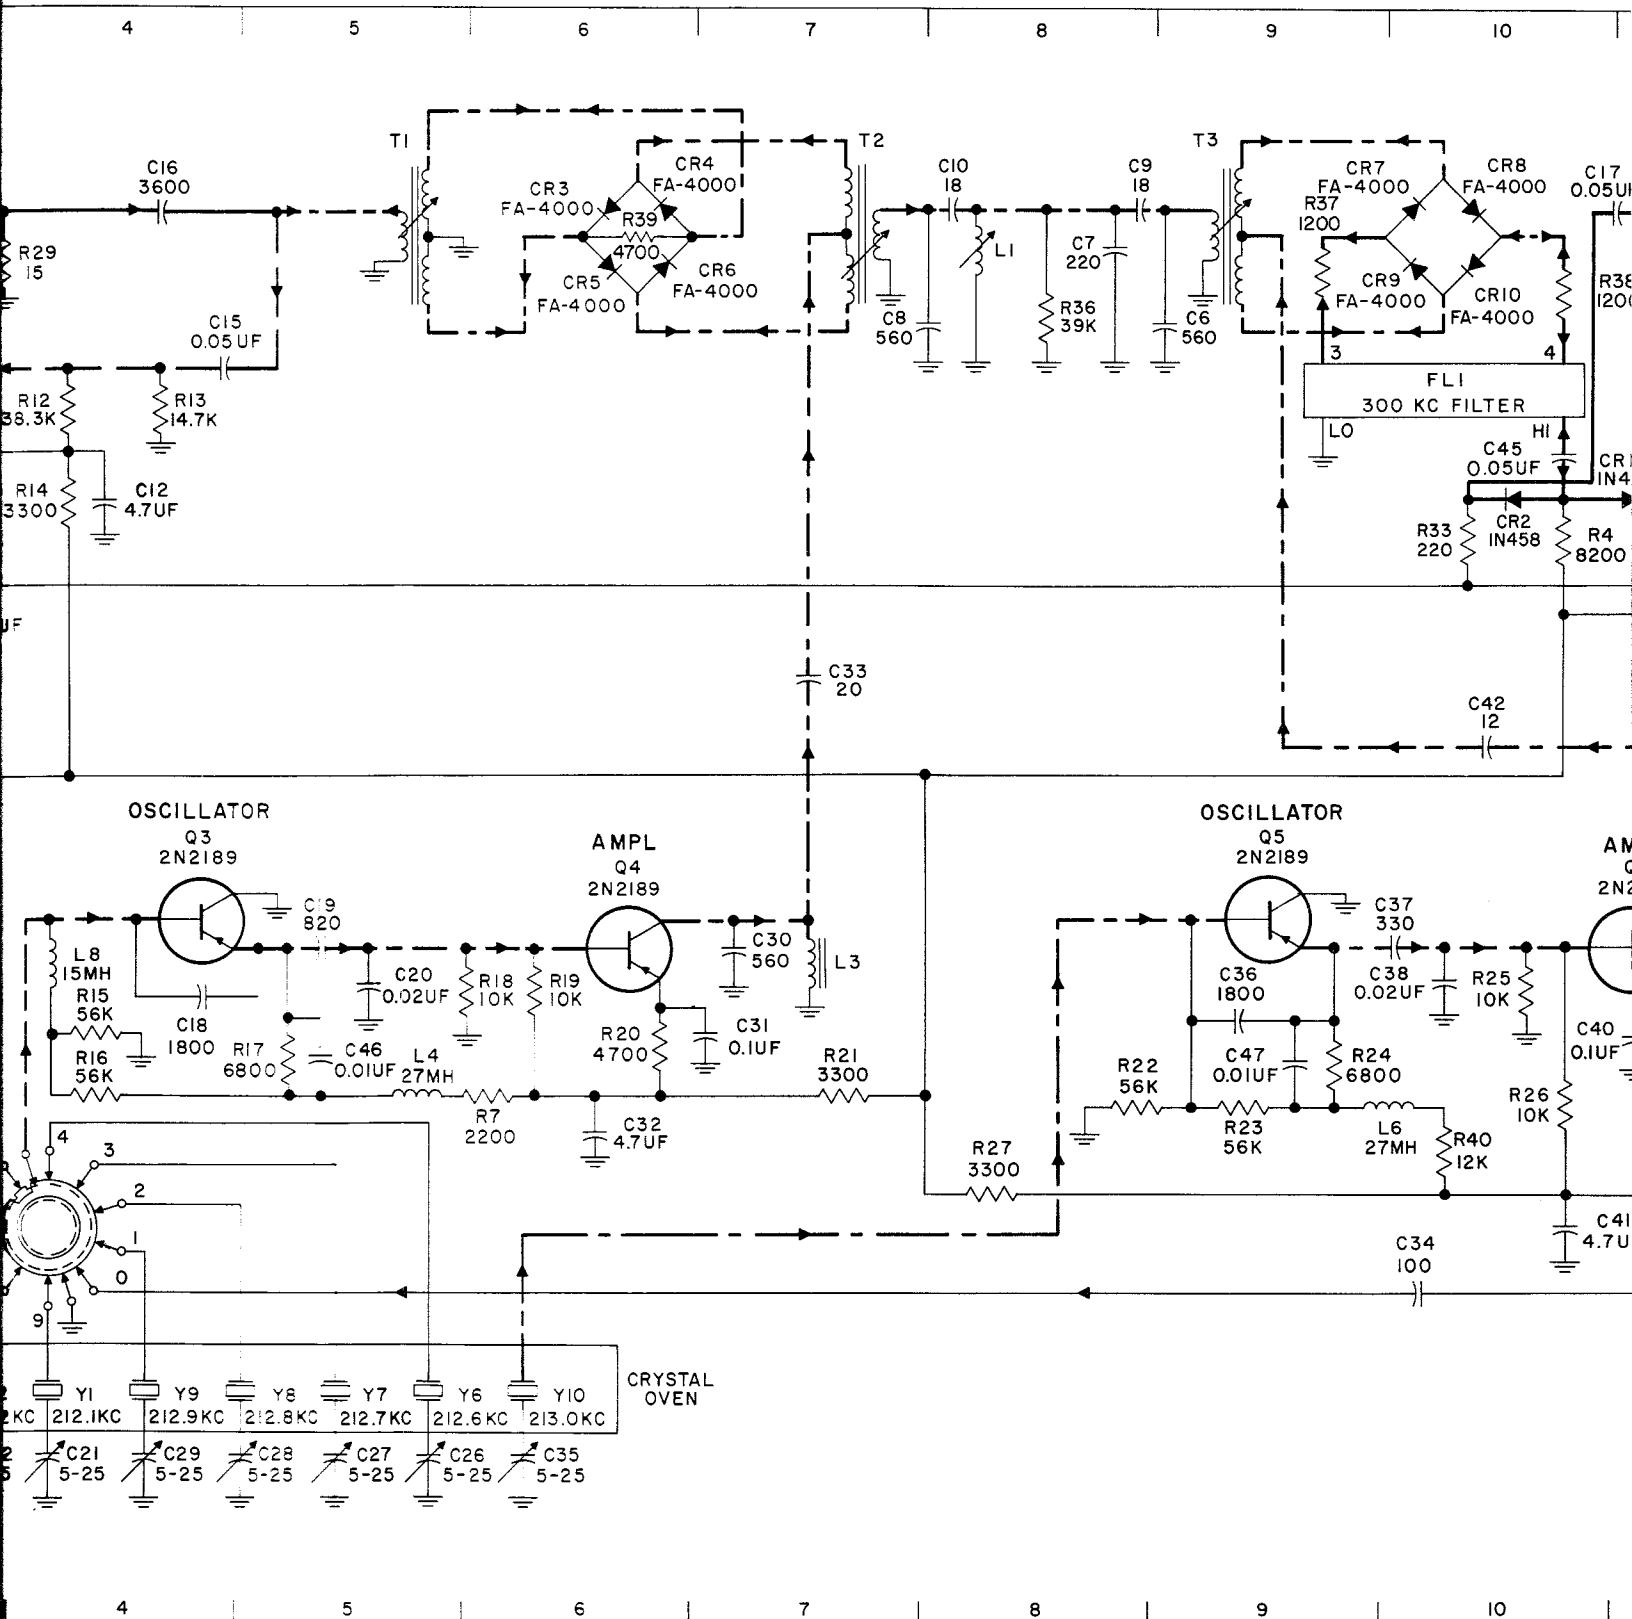 4 5 6 7 8 9 10
T1
T2
T3
C16
3600
CR3
FA-4000
CR4
FA-4000
R39
4700
CR5
FA-4000
CR6
FA-4000
C10
18
C9
18
L1
C7
220
C8
560
R36
39K
C6
560
CR7
FA-4000
CR8
FA-4000
R37
1200
CR9
FA-4000
CR10
FA-4000
C17
R29
15
C15
0.05UF
3
4
FL1
300 KC FILTER
LO
HI
R12
38.3K
R13
14.7K
C45
0.05UF
R14
3300
C12
4.7UF
R33
220
CR2
IN458
R4
8200
UF
C33
20
C42
12
OSCILLATOR
Q3
2N2189
AMPL
Q4
2N2189
OSCILLATOR
Q5
2N2189
C19
820
C37
330
L8
15MH
R15
56K
C20
0.02UF
R18
10K
R19
10K
C30
560
L3
C36
1800
C38
0.02UF
R25
10K
C18
1800
R16
56K
R17
6800
C46
0.01UF
L4
27MH
R20
4700
C31
0.1UF
R21
3300
R22
56K
C47
0.01UF
R24
6800
C40
0.1UF
R7
2200
C32
4.7UF
R23
56K
L6
27MH
R26
10K
R27
3300
R40
12K
4
3
2
1
0
9
C34
100
C41
CRYSTAL
OVEN
Y1
212.1KC
Y9
212.9KC
Y8
212.8KC
Y7
212.7KC
Y6
212.6KC
Y10
213.0KC
C21
5-25
C29
5-25
C28
5-25
C27
5-25
C26
5-25
C35
5-25
4 5 6 7 8 9 10